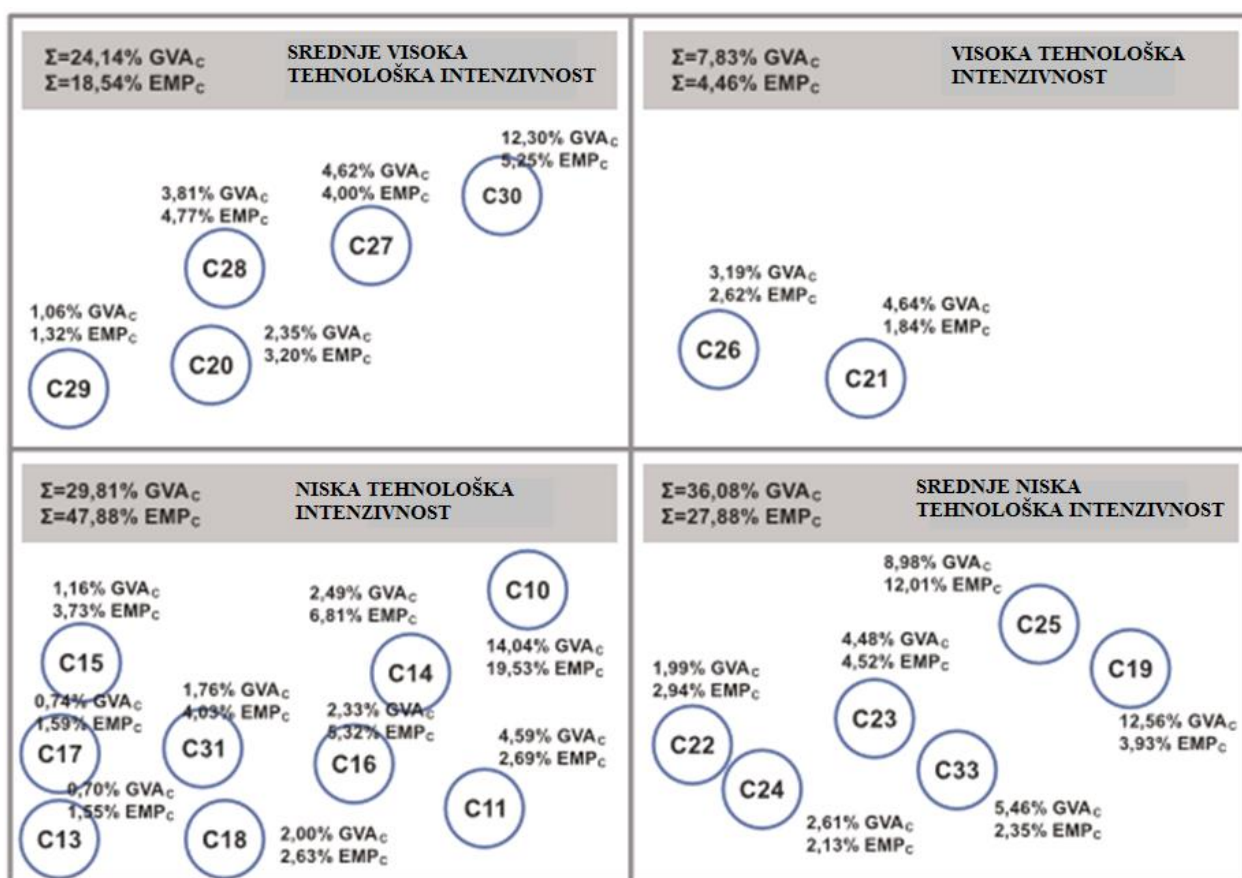 Σ=24,14% GVAC
Σ=18,54% EMPC
SREDNJE VISOKA
TEHNOLOŠKA INTENZIVNOST
12,30% GVAC
5,25% EMPC
C30
4,62% GVAC
4,00% EMPC
C27
3,81% GVAC
4,77% EMPC
C28
1,06% GVAC
1,32% EMPC
C29
2,35% GVAC
3,20% EMPC
C20
Σ=7,83% GVAC
Σ=4,46% EMPC
VISOKA TEHNOLOŠKA
INTENZIVNOST
3,19% GVAC
2,62% EMPC
C26
4,64% GVAC
1,84% EMPC
C21
Σ=29,81% GVAC
Σ=47,88% EMPC
NISKA TEHNOLOŠKA
INTENZIVNOST
C10
14,04% GVAC
19,53% EMPC
1,16% GVAC
3,73% EMPC
C15
2,49% GVAC
6,81% EMPC
C14
0,74% GVAC
1,59% EMPC
C17
1,76% GVAC
4,03% EMPC
C31
2,33% GVAC
5,32% EMPC
C16
4,59% GVAC
2,69% EMPC
C11
0,70% GVAC
1,55% EMPC
C13
C18
2,00% GVAC
2,63% EMPC
Σ=36,08% GVAC
Σ=27,88% EMPC
SREDNJE NISKA
TEHNOLOŠKA INTENZIVNOST
8,98% GVAC
12,01% EMPC
C25
C19
12,56% GVAC
3,93% EMPC
4,48% GVAC
4,52% EMPC
C23
1,99% GVAC
2,94% EMPC
C22
C24
2,61% GVAC
2,13% EMPC
C33
5,46% GVAC
2,35% EMPC